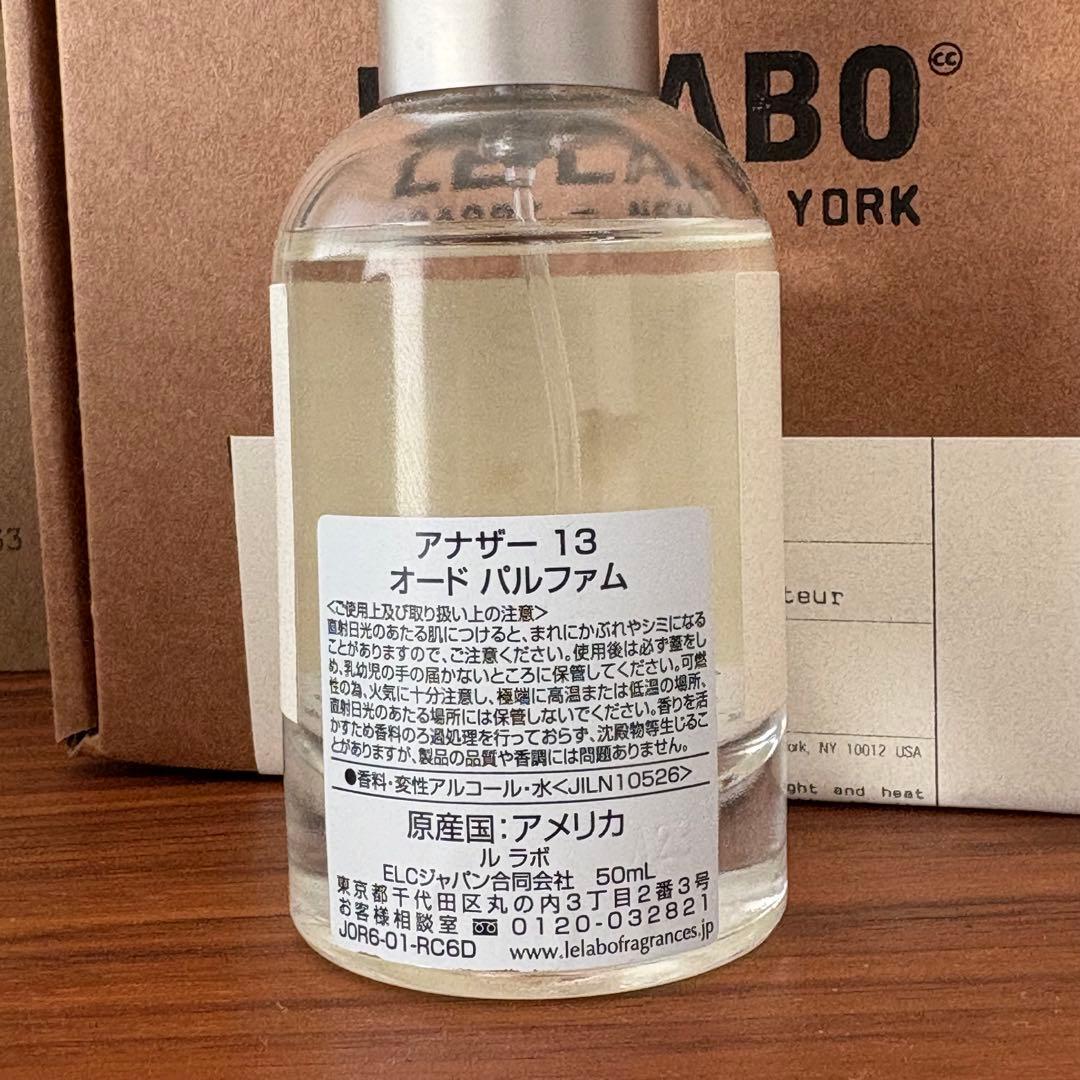 ABO
cc
YORK
LE LA
NEW
53
アナザー 13
オード パルファム
<ご使用上及び取り扱い上の注意>
直射日光のあたる肌につけると、まれにかぶれやシミになる
ことがありますので、ご注意ください。使用後は必ず蓋をし
め、乳幼児の手の届かないところに保管してください。可燃
性の為、火気に十分注意し、極端に高温または低温の場所、
直射日光のあたる場所には保管しないでください。香りを活
かすため香料のろ過処理を行っておらず、沈殿物等生じるこ
とがありますが、製品の品質や香調には問題ありません。
●香料・変性アルコール・水<JILN10526>
原産国:アメリカ
ル ラボ
ELCジャパン合同会社 50mL
東京都千代田区丸の内3丁目2番3号
お客様相談室 0120-032821
J0R6-01-RC6D www.lelabofragrances.jp
teur
ork, NY 10012 USA
ght and heat